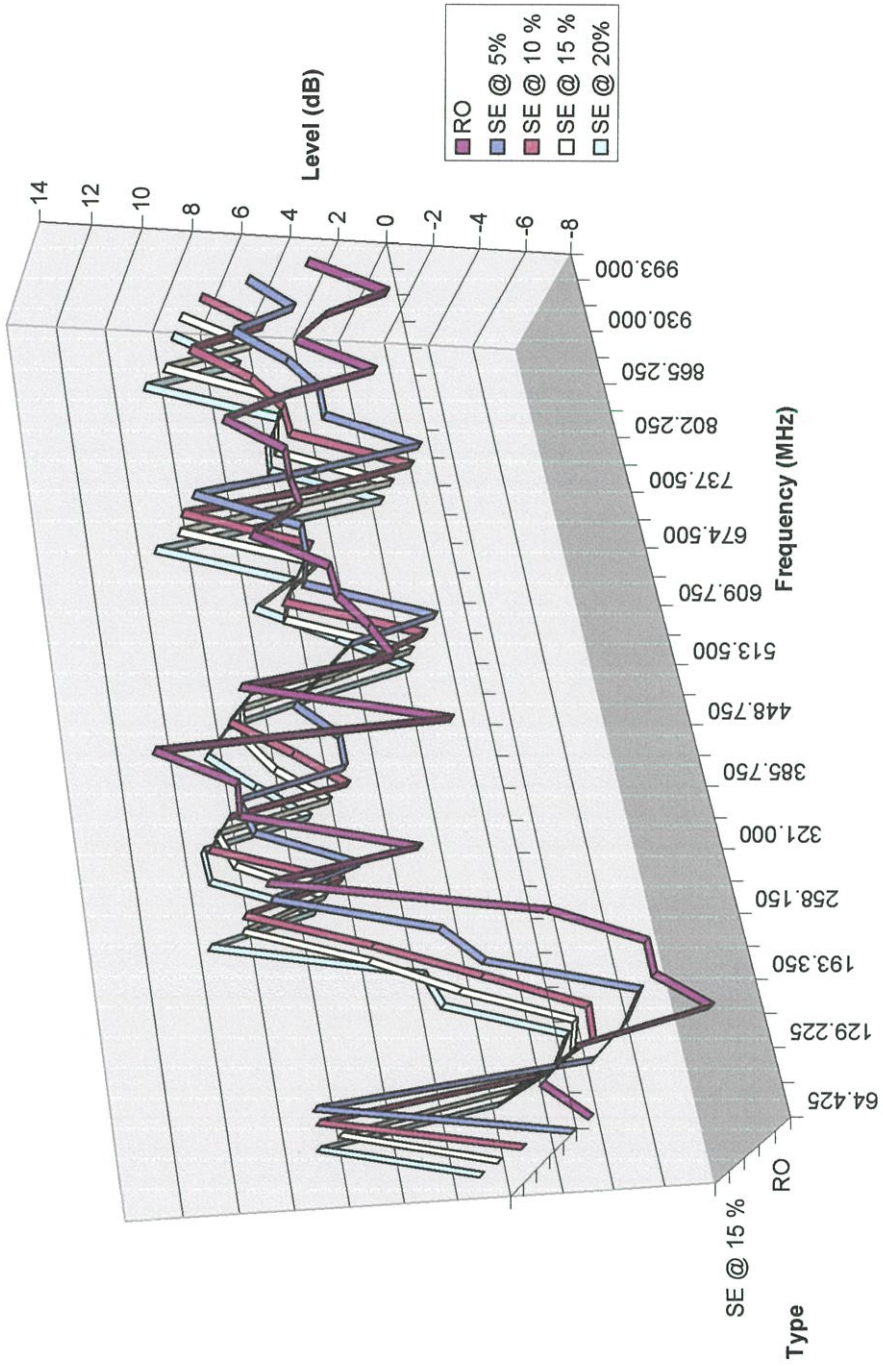 Level (dB)
14
12
10
8
6
4
2
0
-2
-4
-6
-8
RO
SE @ 5%
SE @ 10 %
SE @ 15 %
SE @ 20%
993.000
930.000
865.250
802.250
737.500
674.500
609.750
513.500
448.750
385.750
321.000
258.150
193.350
129.225
64.425
Frequency (MHz)
RO
SE @ 15 %
Type